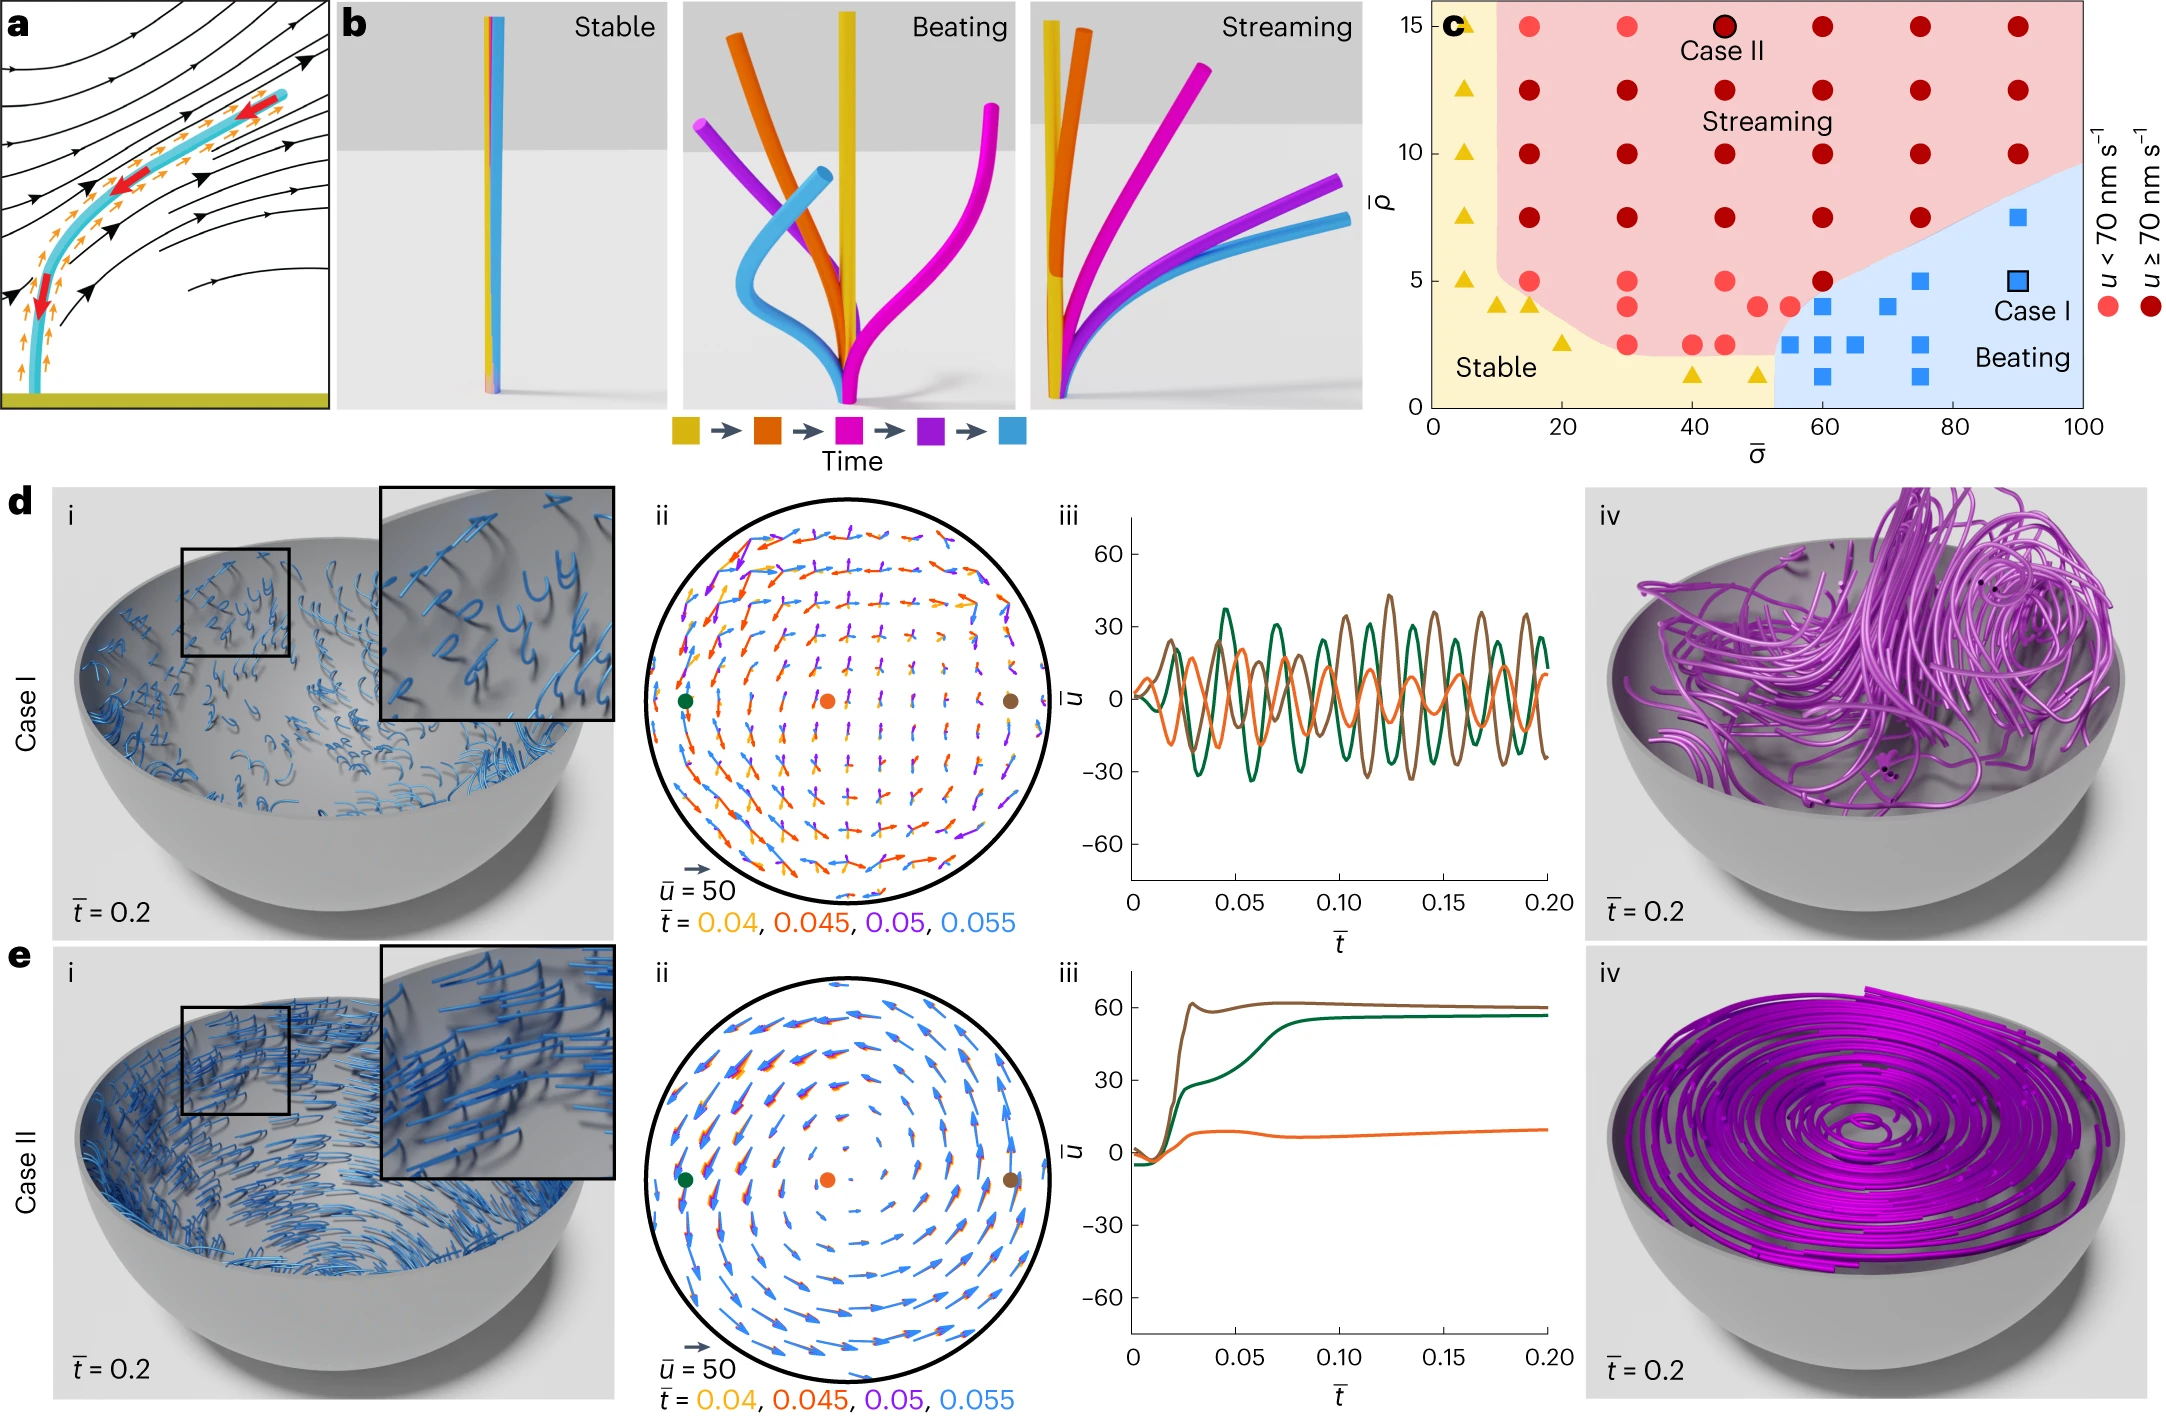 a
b
Stable
Beating
Streaming
Time
c
15
10
5
0
ρ̅
0
20
40
60
80
100
σ̅
Case II
Streaming
Case I
Stable
Beating
u < 70 nm s⁻¹
u ≥ 70 nm s⁻¹
d
Case I
i
t̅ = 0.2
ii
u̅ = 50
t̅ = 0.04, 0.045, 0.05, 0.055
iii
60
30
0
−30
−60
u̅
0
0.05
0.10
0.15
0.20
t̅
iv
t̅ = 0.2
e
Case II
i
t̅ = 0.2
ii
u̅ = 50
t̅ = 0.04, 0.045, 0.05, 0.055
iii
60
30
0
−30
−60
u̅
0
0.05
0.10
0.15
0.20
t̅
iv
t̅ = 0.2